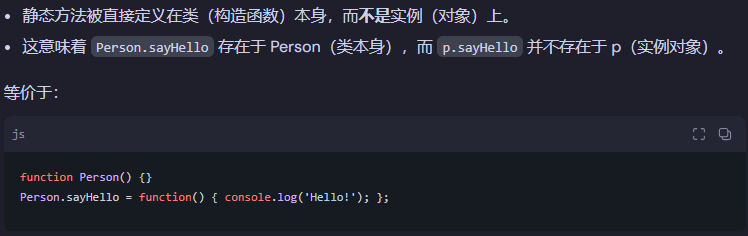 • 静态方法被直接定义在类（构造函数）本身，而不是实例（对象）上。
• 这意味着 Person.sayHello 存在于 Person（类本身），而 p.sayHello 并不存在于 p（实例对象）。
等价于：
js
function Person() {}
Person.sayHello = function() { console.log('Hello!'); };